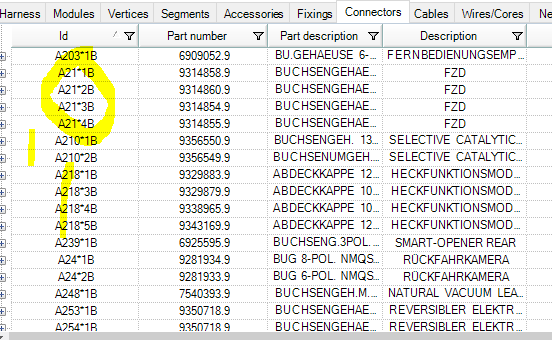 Harness Modules Vertices Segments Accessories Fixings Connectors Cables Wires/Cores
Id Part number Part description Description
A203*1B 6909052.9 BU.GEHAEUSE 6-... FERNBEDIENUNGSEMP...
A21*1B 9314858.9 BUCHSENGEHAE... FZD
A21*2B 9314860.9 BUCHSENGEHAE... FZD
A21*3B 9314854.9 BUCHSENGEHAE... FZD
A21*4B 9314855.9 BUCHSENGEHAE... FZD
A210*1B 9356550.9 BUCHSENGEH. 13... SELECTIVE CATALYTIC...
A210*2B 9356549.9 BUCHSENUMGEH... SELECTIVE CATALYTIC...
A218*1B 9329883.9 ABDECKKAPPE 12... HECKFUNKTIONSMOD...
A218*3B 9329879.9 ABDECKKAPPE 10... HECKFUNKTIONSMOD...
A218*4B 9338965.9 ABDECKKAPPE 10... HECKFUNKTIONSMOD...
A218*5B 9343169.9 ABDECKKAPPE 12... HECKFUNKTIONSMOD...
A239*1B 6925595.9 BUCHSENG.3POL.... SMART-OPENER REAR
A24*1B 9281934.9 BUG 8-POL. NMQS... RÜCKFAHRKAMERA
A24*2B 9281933.9 BUG 6-POL. NMQS... RÜCKFAHRKAMERA
A248*1B 7540393.9 BUCHSENGEH.M.... NATURAL VACUUM LEA...
A253*1B 9350718.9 BUCHSENGEHAE... REVERSIBLER ELEKTR...
A254*1B 9350718.9 BUCHSENGEHAE... REVERSIBLER ELEKTR...